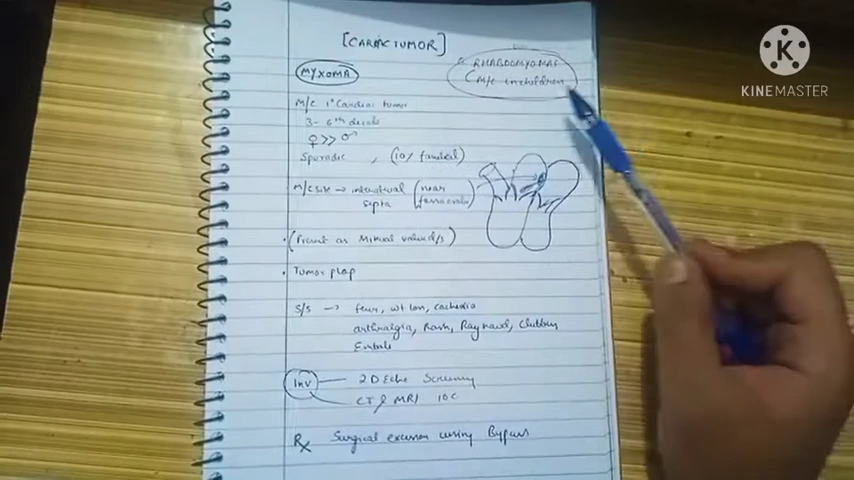 [CARDIC TUMOR]
MYXOMA
* RHABDOMYOMAS
(M/c in children
M/c 1° Cardiac tumor
3 - 6th decade
♀ >> ♂
Sporadic , (10% familial)
M/c site → interatrial (near
septa fossa ovalis)
• (Present as Mitral valve d/s)
• Tumor plop
S/S → fever, wt loss, cachexia
arthralgia, Rash, Raynaud, Clubbing
Emboli
Inv 2D Echo Screening
CT & MRI IOC
Rx Surgical excision using Bypass
K
KINEMASTER